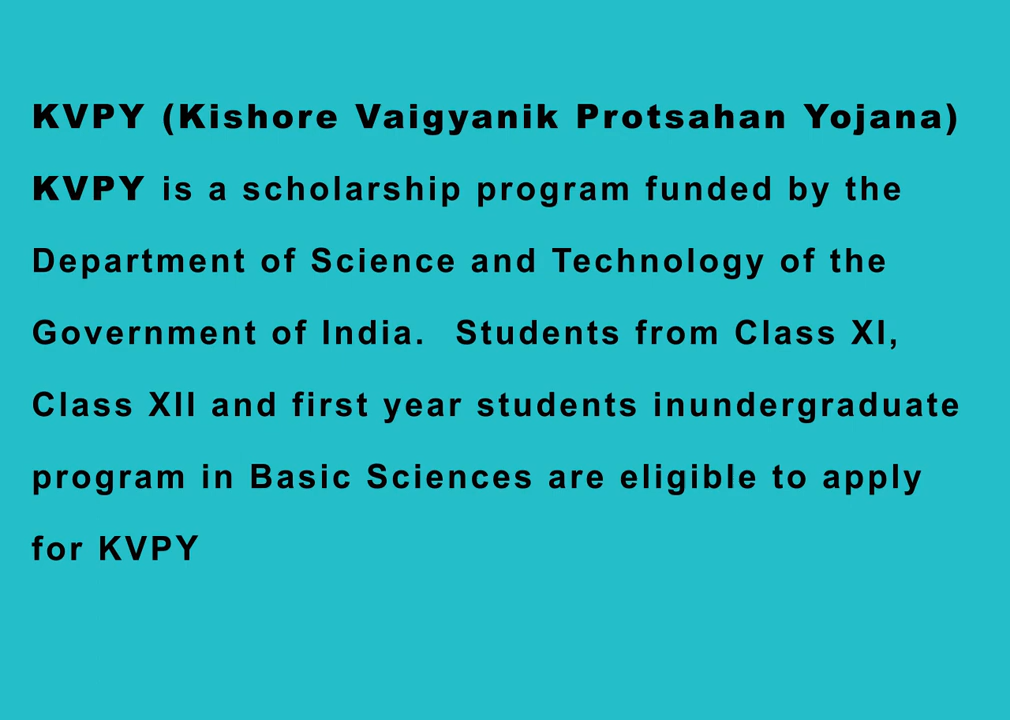 KVPY (Kishore Vaigyanik Protsahan Yojana)
KVPY is a scholarship program funded by the
Department of Science and Technology of the
Government of India.  Students from Class XI,
Class XII and first year students inundergraduate
program in Basic Sciences are eligible to apply
for KVPY